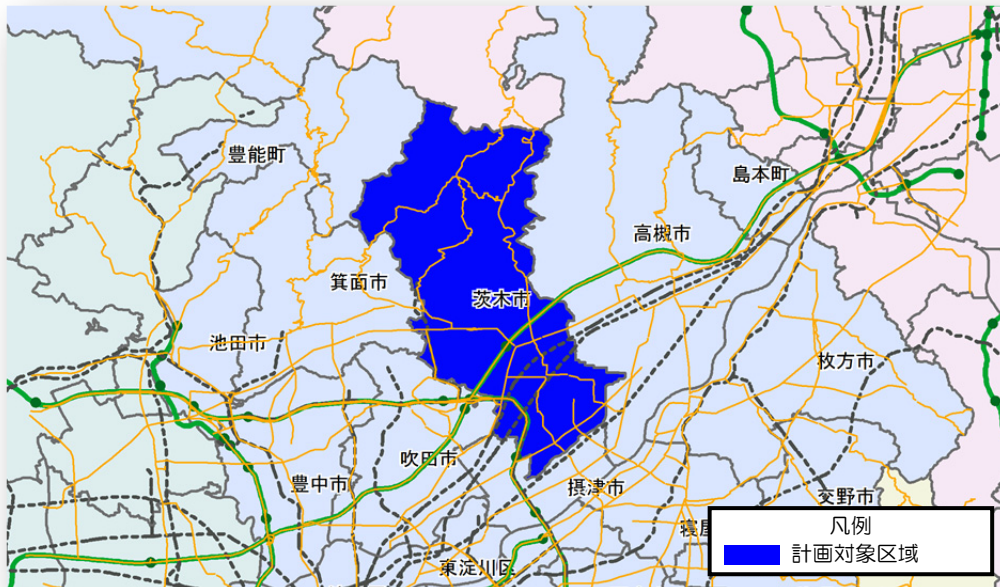 豊能町
島本町
高槻市
箕面市
茨木市
池田市
枚方市
吹田市
豊中市
摂津市
交野市
東淀川区
凡例
計画対象区域